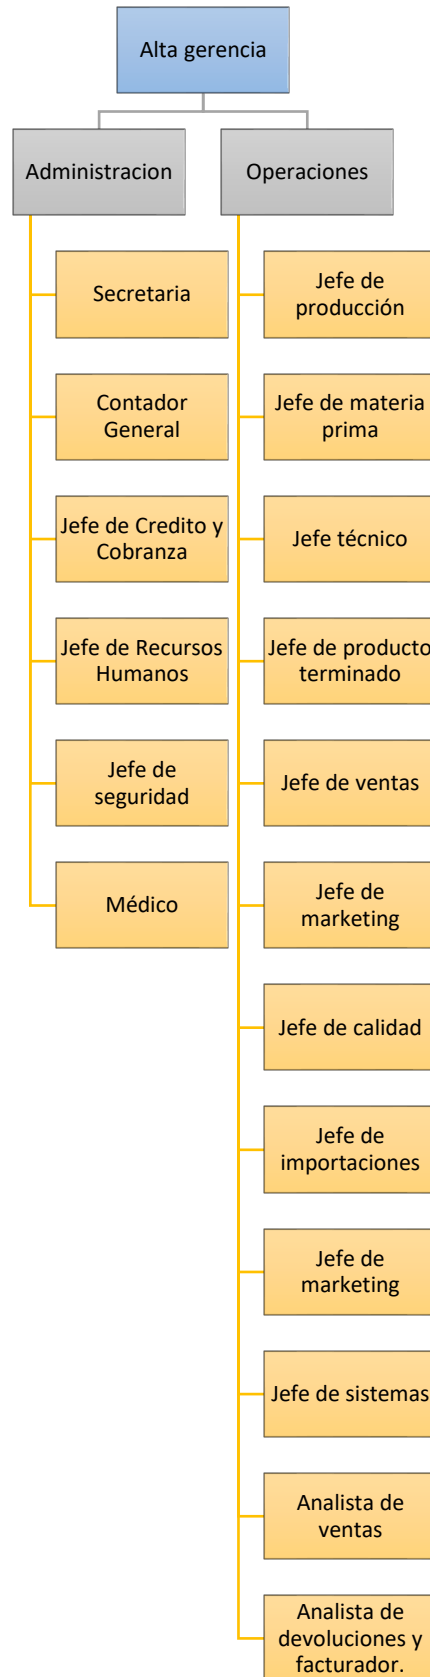 Alta gerencia
Administracion
Secretaria
Contador
General
Jefe de Credito y
Cobranza
Jefe de Recursos
Humanos
Jefe de
seguridad
Médico
Operaciones
Jefe de
producción
Jefe de materia
prima
Jefe técnico
Jefe de producto
terminado
Jefe de ventas
Jefe de
marketing
Jefe de calidad
Jefe de
importaciones
Jefe de
marketing
Jefe de sistemas
Analista de
ventas
Analista de
devoluciones y
facturador.